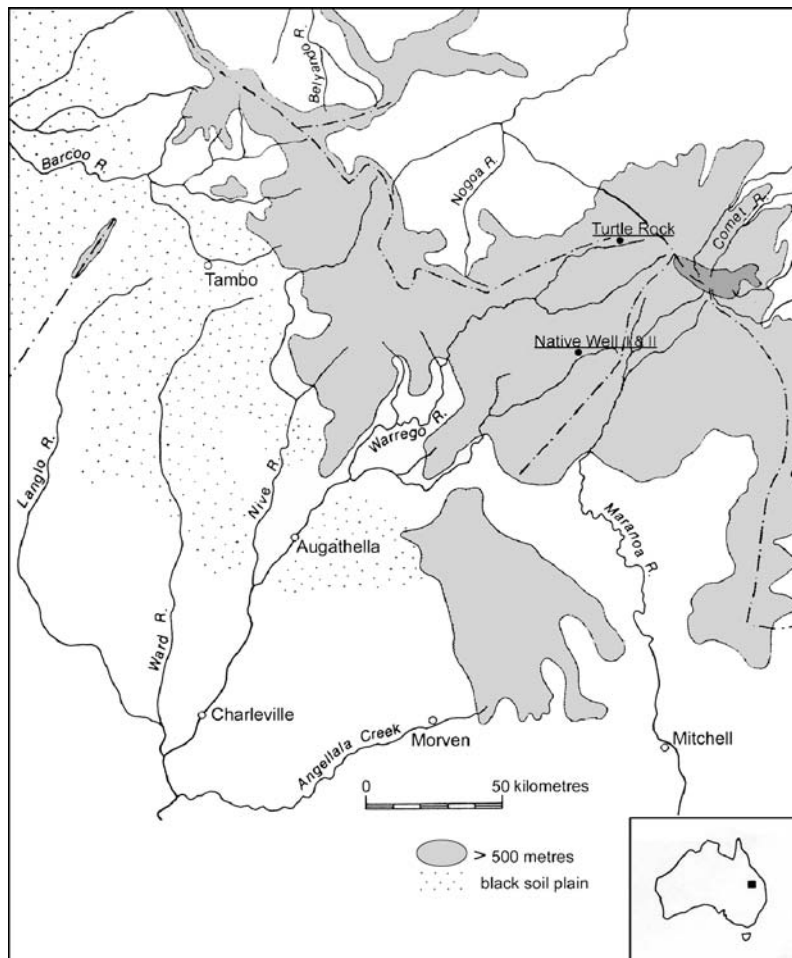 Belyando R.
Barcoo R.
Nogoa R.
Comet R.
Turtle Rock
Tambo
Native Well I & II
Warrego R.
Langlo R.
Nive R.
Maranoa R.
Augathella
Ward R.
Charleville
Angellala Creek
Morven
Mitchell
0 50 kilometres
> 500 metres
black soil plain